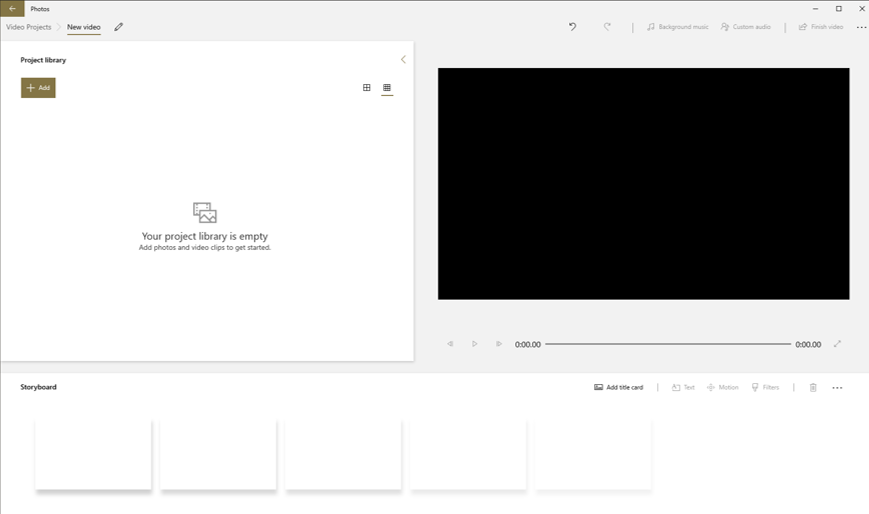 Photos
Video Projects New video
Background music Custom audio Finish video
Project library
Add
Your project library is empty
Add photos and video clips to get started.
0:00.00 0:00.00
Storyboard
Add title card Text Motion Filters